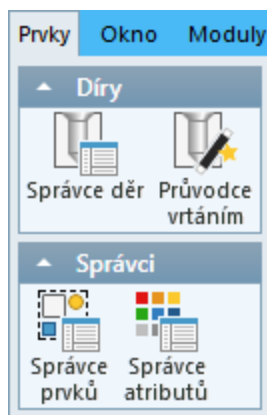 Prvky Okno Moduly
Díry
Správce děr Průvodce
vrtáním
Správci
Správce Správce
prvků atributů